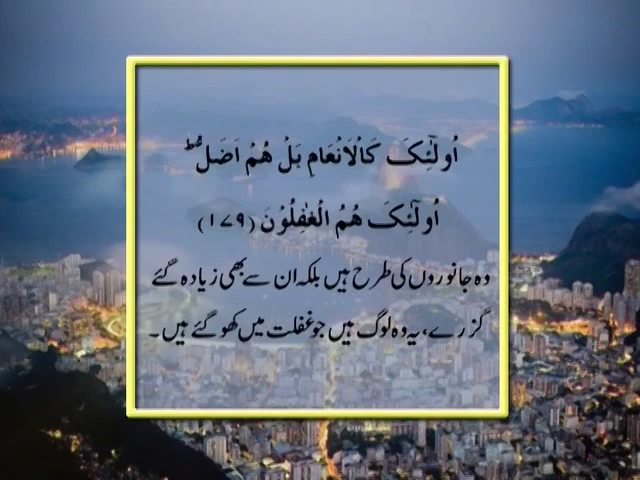 اُولٰٓئِكَ كَالْاَنْعَامِ بَلْ هُمْ اَضَلُّ ؕ
اُولٰٓئِكَ هُمُ الْغٰفِلُوْنَ (۱۷۹)
وہ جانوروں کی طرح ہیں بلکہ ان سے بھی زیادہ گئے
گزرے، یہ وہ لوگ ہیں جو غفلت میں کھو گئے ہیں۔